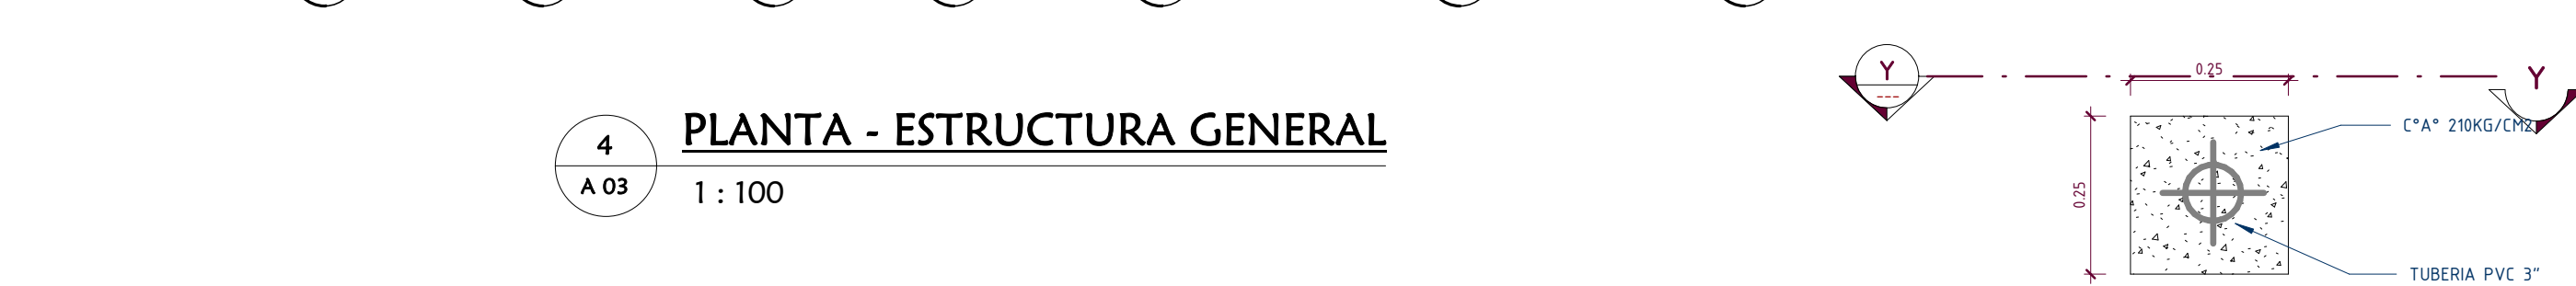 4
A 03
PLANTA - ESTRUCTURA GENERAL
1 : 100
Y
---
0.25
Y
0.25
C°A° 210KG/CM2
TUBERIA PVC 3"